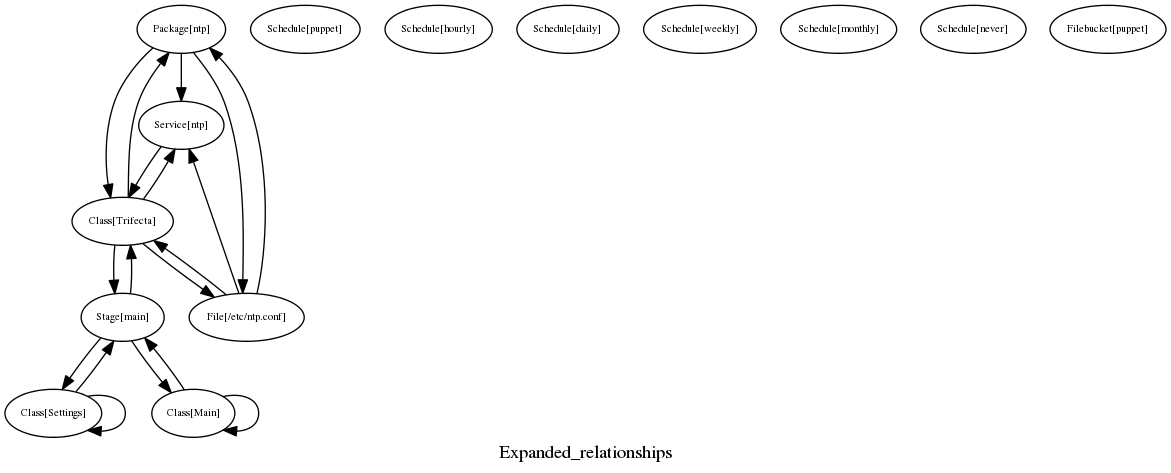 Package[ntp]
Schedule[puppet]
Schedule[hourly]
Schedule[daily]
Schedule[weekly]
Schedule[monthly]
Schedule[never]
Filebucket[puppet]
Service[ntp]
Class[Trifecta]
Stage[main]
File[/etc/ntp.conf]
Class[Settings]
Class[Main]
Expanded_relationships